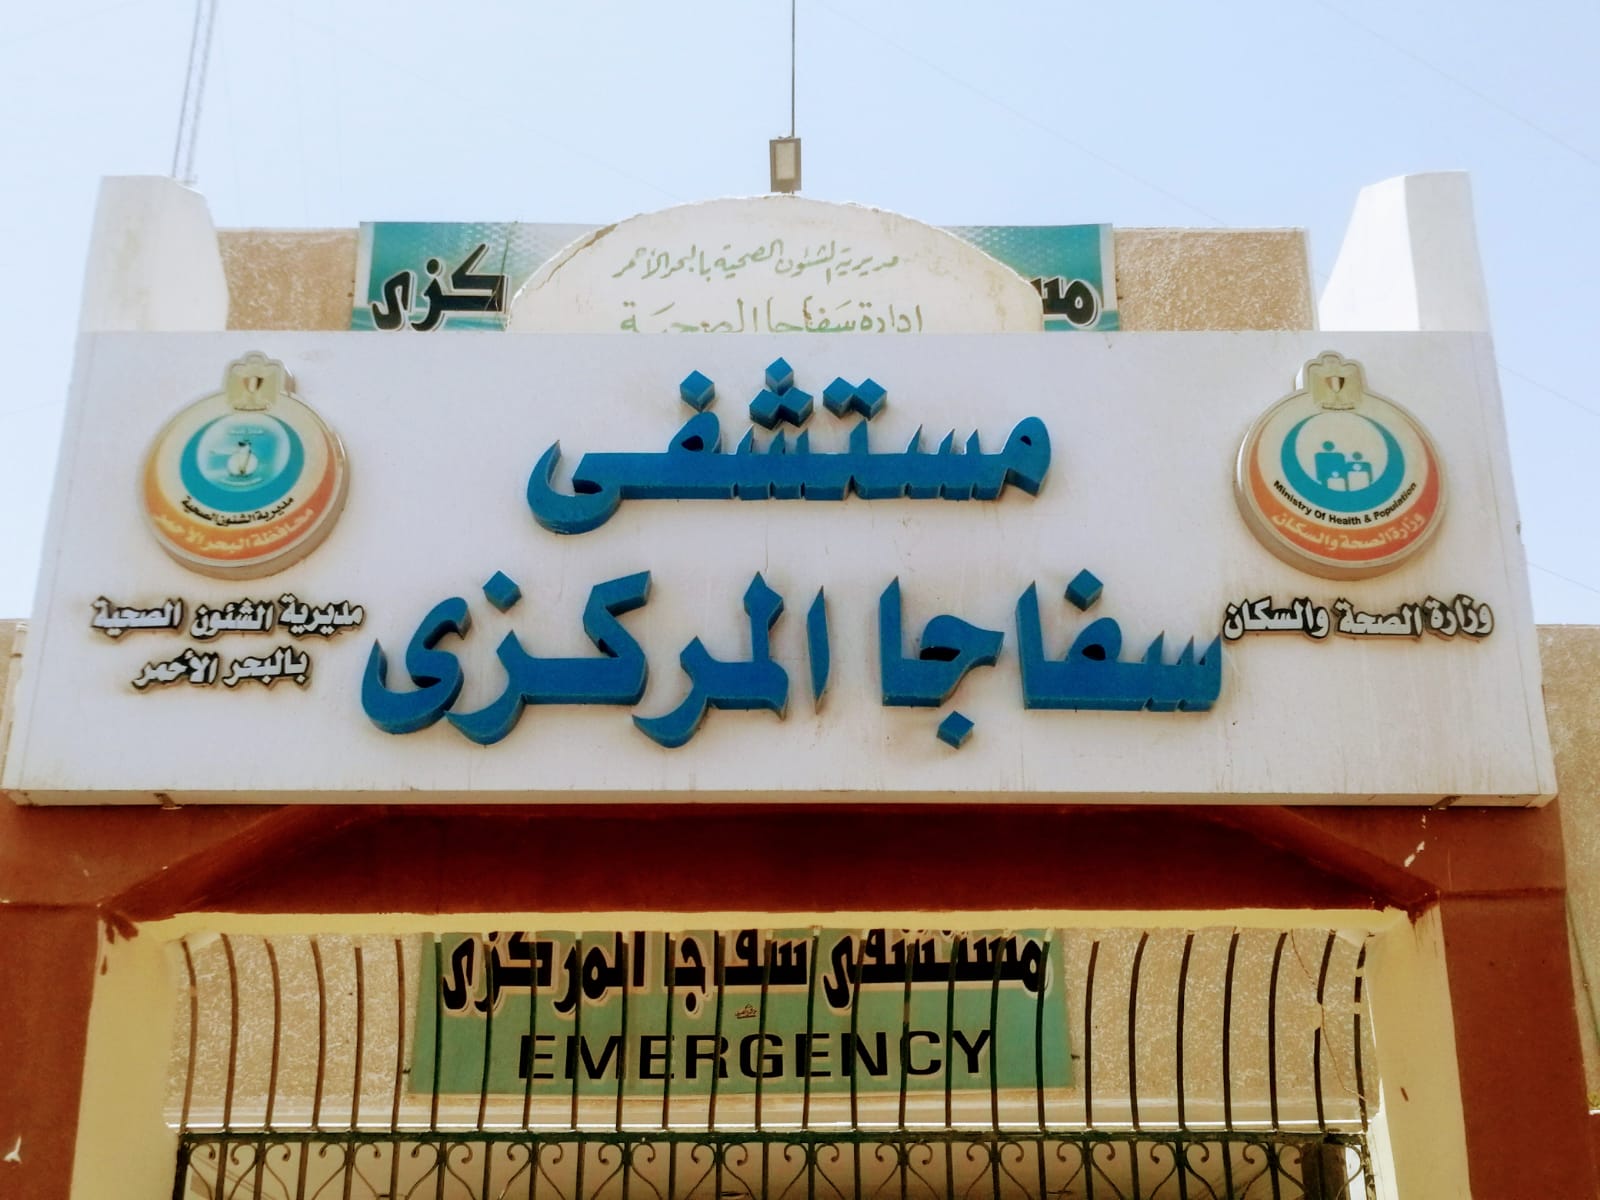 مديرية الشئون الصحية بالبحر الأحمر
ادارة سفاجا الصحية
مستشفى
سفاجا المركزى
Ministry Of Health & Population
وزارة الصحة والسكان
وزارة الصحة والسكان
مديرية الشئون الصحية
محافظة البحر الاحمر
مديرية الشئون الصحية
بالبحر الأحمر
مستشفى سفاجا المركزى
EMERGENCY